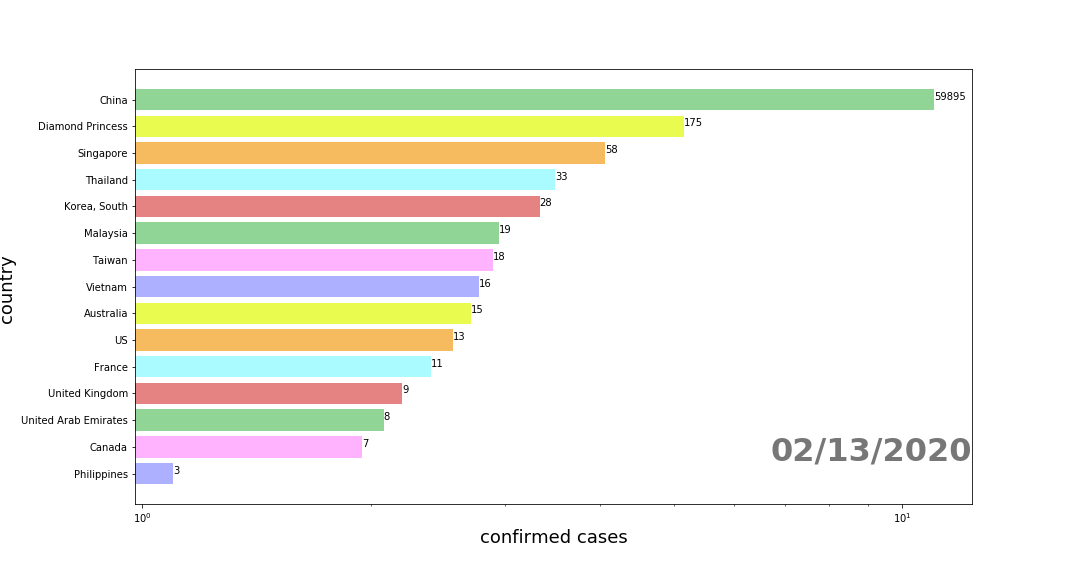 China 59895
Diamond Princess 175
Singapore 58
Thailand 33
Korea, South 28
Malaysia 19
Taiwan 18
Vietnam 16
Australia 15
US 13
France 11
United Kingdom 9
United Arab Emirates 8
Canada 7
Philippines 3
country
02/13/2020
10⁰ 10¹
confirmed cases